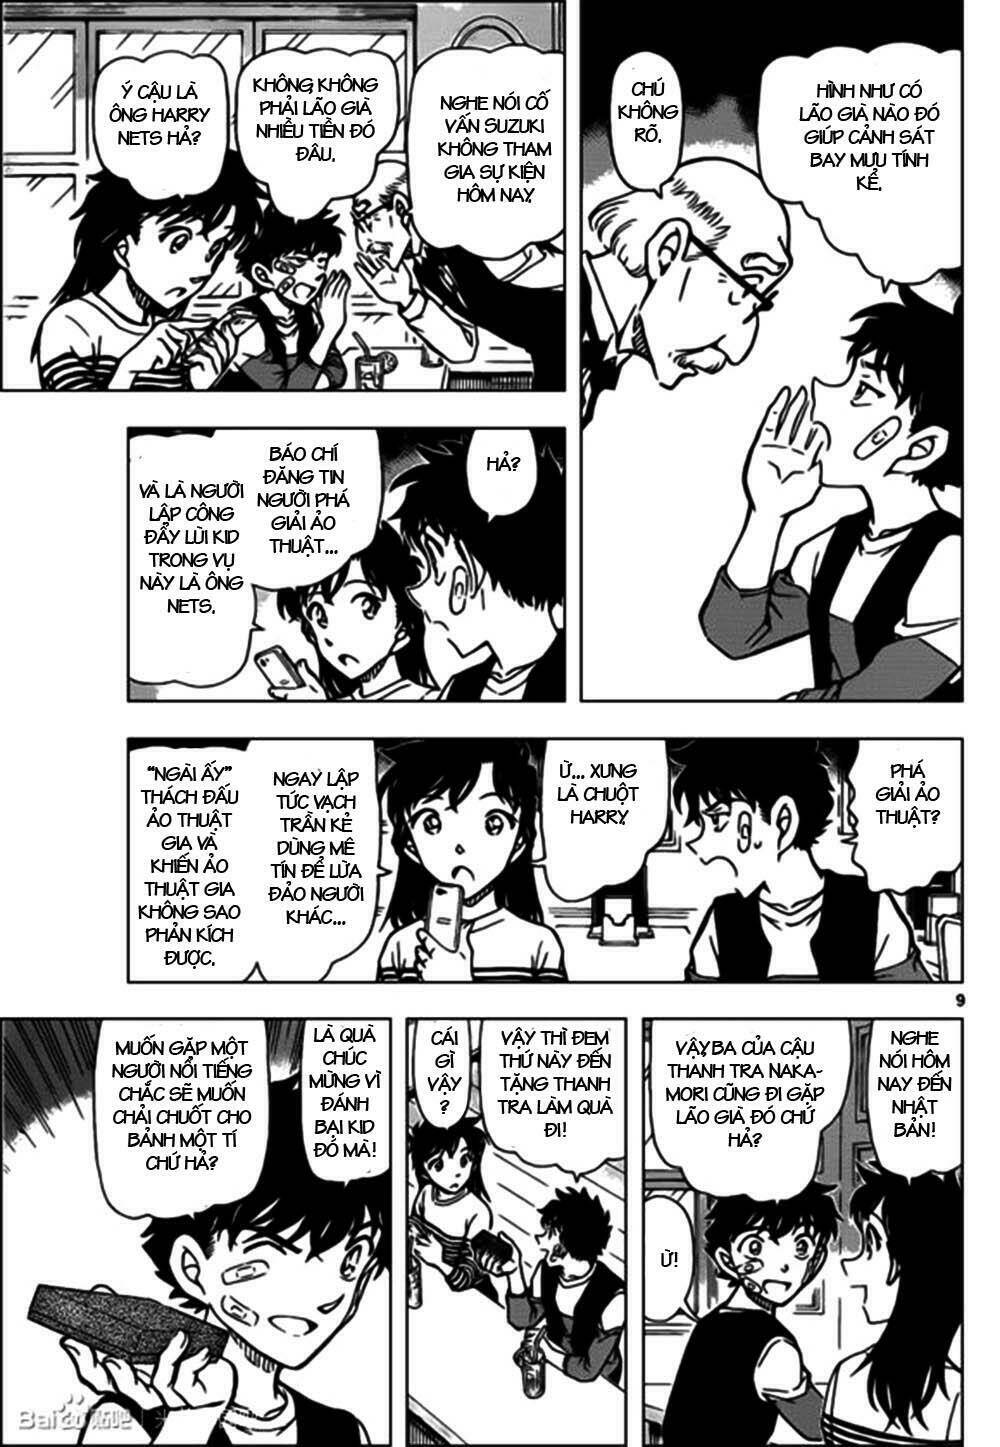 HÌNH NHƯ CÓ
LÃO GIÀ NÀO ĐÓ
GIÚP CẢNH SÁT
BAY MƯU TÍNH
KẾ.
CHÚ
KHÔNG
RÕ.
NGHE NÓI CỐ
VẤN SUZUKI
KHÔNG THAM
GIA SỰ KIỆN
HÔM NAY.
KHÔNG, KHÔNG
PHẢI LÃO GIÀ
NHIỀU TIỀN ĐÓ
ĐÂU.
Ý CẬU LÀ
ÔNG HARRY
NETS HẢ?
HẢ?
BÁO CHÍ
ĐĂNG TIN
NGƯỜI PHÁ
GIẢI ẢO
THUẬT...
VÀ LÀ NGƯỜI
LẬP CÔNG
ĐẨY LÙI KID
TRONG VỤ
NÀY LÀ ÔNG
NETS.
PHÁ
GIẢI ẢO
THUẬT?
Ừ... XƯNG
LÀ CHUỘT
HARRY.
NGAY LẬP
TỨC VẠCH
TRẦN KẺ
DÙNG MÊ
TÍN ĐỂ LỪA
ĐẢO NGƯỜI
KHÁC...
"NGÀI ẤY"
THÁCH ĐẤU
ẢO THUẬT
GIA VÀ
KHIẾN ẢO
THUẬT GIA
KHÔNG SAO
PHẢN KÍCH
ĐƯỢC.
9
NGHE
NÓI HÔM
NAY ĐẾN
NHẬT
BẢN!
VẬY, BA CỦA CẬU
THANH TRA NAKA-
MORI CŨNG ĐI GẶP
LÃO GIÀ ĐÓ CHỨ
HẢ?
Ừ!
VẬY THÌ ĐEM
THỨ NÀY ĐẾN
TẶNG THANH
TRA LÀM QUÀ
ĐI!
CÁI
GÌ
VẬY
?
LÀ QUÀ
CHÚC
MỪNG VÌ
ĐÁNH
BẠI KID
ĐÓ MÀ!
MUỐN GẶP MỘT
NGƯỜI NỔI TIẾNG
CHẮC SẼ MUỐN
CHẢI CHUỐT CHO
BẢNH MỘT TÍ
CHỨ HẢ?
Bai 贴吧